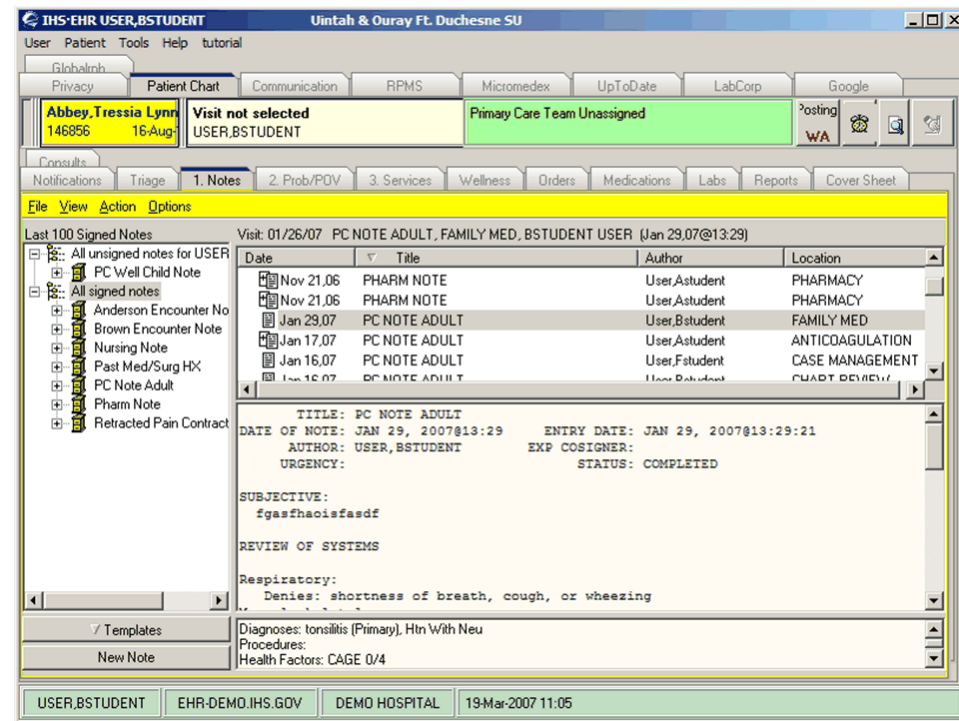 IHS-EHR USER,BSTUDENT Uintah & Ouray Ft. Duchesne SU
User Patient Tools Help tutorial
Globalrph
Privacy Patient Chart Communication RPMS Micromedex UpToDate LabCorp Google
Abbey,Tressia Lynn Visit not selected Primary Care Team Unassigned Posting
146856 16-Aug- USER,BSTUDENT WA
Consults
Notifications Triage 1. Notes 2. Prob/POV 3. Services Wellness Orders Medications Labs Reports Cover Sheet
File View Action Options
Last 100 Signed Notes Visit: 01/26/07 PC NOTE ADULT, FAMILY MED, BSTUDENT USER (Jan 29,07@13:29)
All unsigned notes for USER
PC Well Child Note
All signed notes
Anderson Encounter No
Brown Encounter Note
Nursing Note
Past Med/Surg HX
PC Note Adult
Pharm Note
Retracted Pain Contract
Date Title Author Location
Nov 21,06 PHARM NOTE User,Astudent PHARMACY
Nov 21,06 PHARM NOTE User,Astudent PHARMACY
Jan 29,07 PC NOTE ADULT User,Bstudent FAMILY MED
Jan 17,07 PC NOTE ADULT User,Astudent ANTICOAGULATION
Jan 16,07 PC NOTE ADULT User,Fstudent CASE MANAGEMENT
Jan 16,07 PC NOTE ADULT CHART REVIEW
TITLE: PC NOTE ADULT
DATE OF NOTE: JAN 29, 2007@13:29 ENTRY DATE: JAN 29, 2007@13:29:21
AUTHOR: USER,BSTUDENT EXP COSIGNER:
URGENCY: STATUS: COMPLETED
SUBJECTIVE:
fgasfhaoisfasdf
REVIEW OF SYSTEMS
Respiratory:
Denies: shortness of breath, cough, or wheezing
Templates
New Note
Diagnoses: tonsilitis (Primary), Htn With Neu
Procedures:
Health Factors: CAGE 0/4
USER,BSTUDENT EHR-DEMO.IHS.GOV DEMO HOSPITAL 19-Mar-2007 11:05